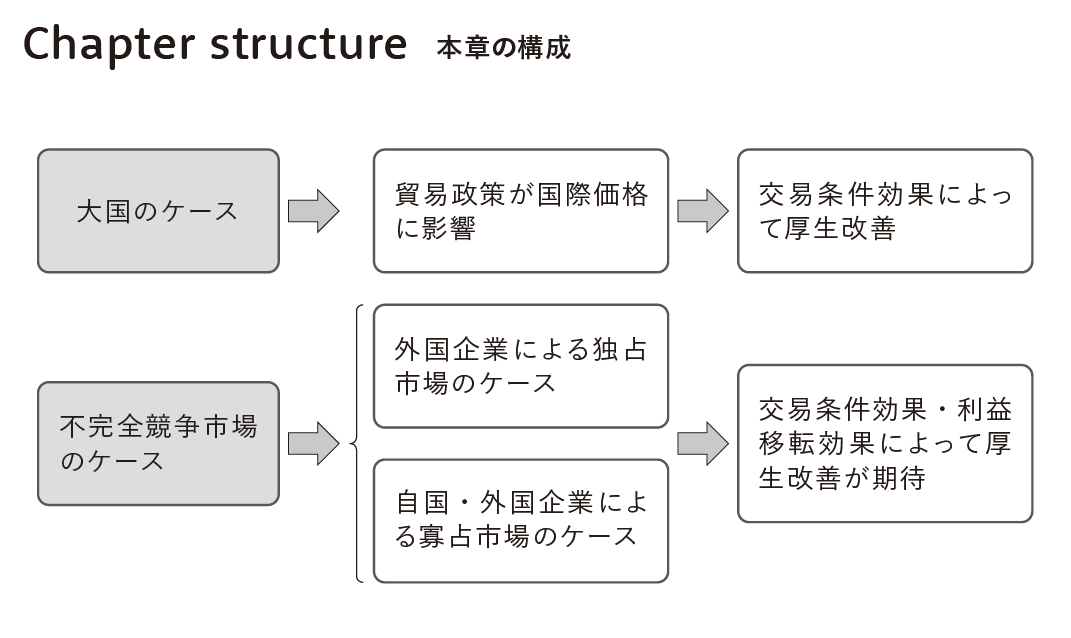 Chapter structure 本章の構成
大国のケース
貿易政策が国際価格
に影響
交易条件効果によっ
て厚生改善
不完全競争市場
のケース
外国企業による独占
市場のケース
自国・外国企業によ
る寡占市場のケース
交易条件効果・利益
移転効果によって厚
生改善が期待